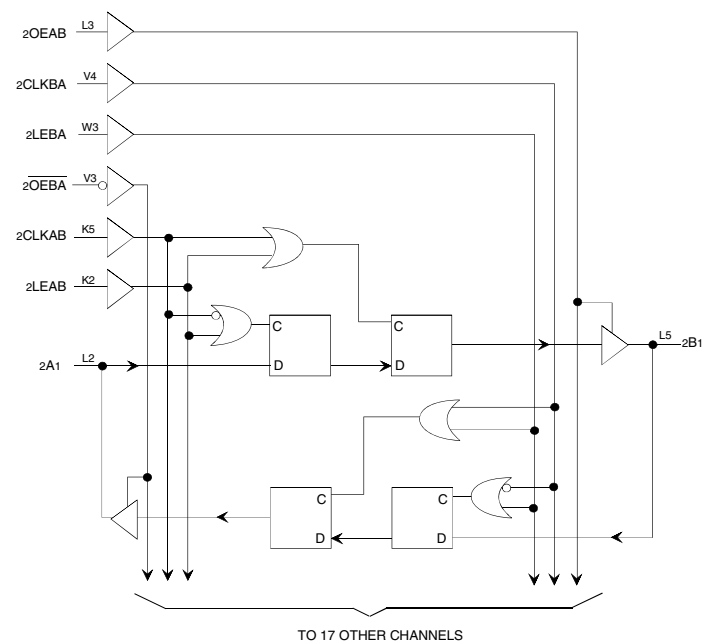 2OEAB L3
2CLKBA V4
2LEBA W3
2OEBA V3
2CLKAB K5
2LEAB K2
C
C
C
L5 2B1
2A1 L2
D
D
C
C
D
D
TO 17 OTHER CHANNELS